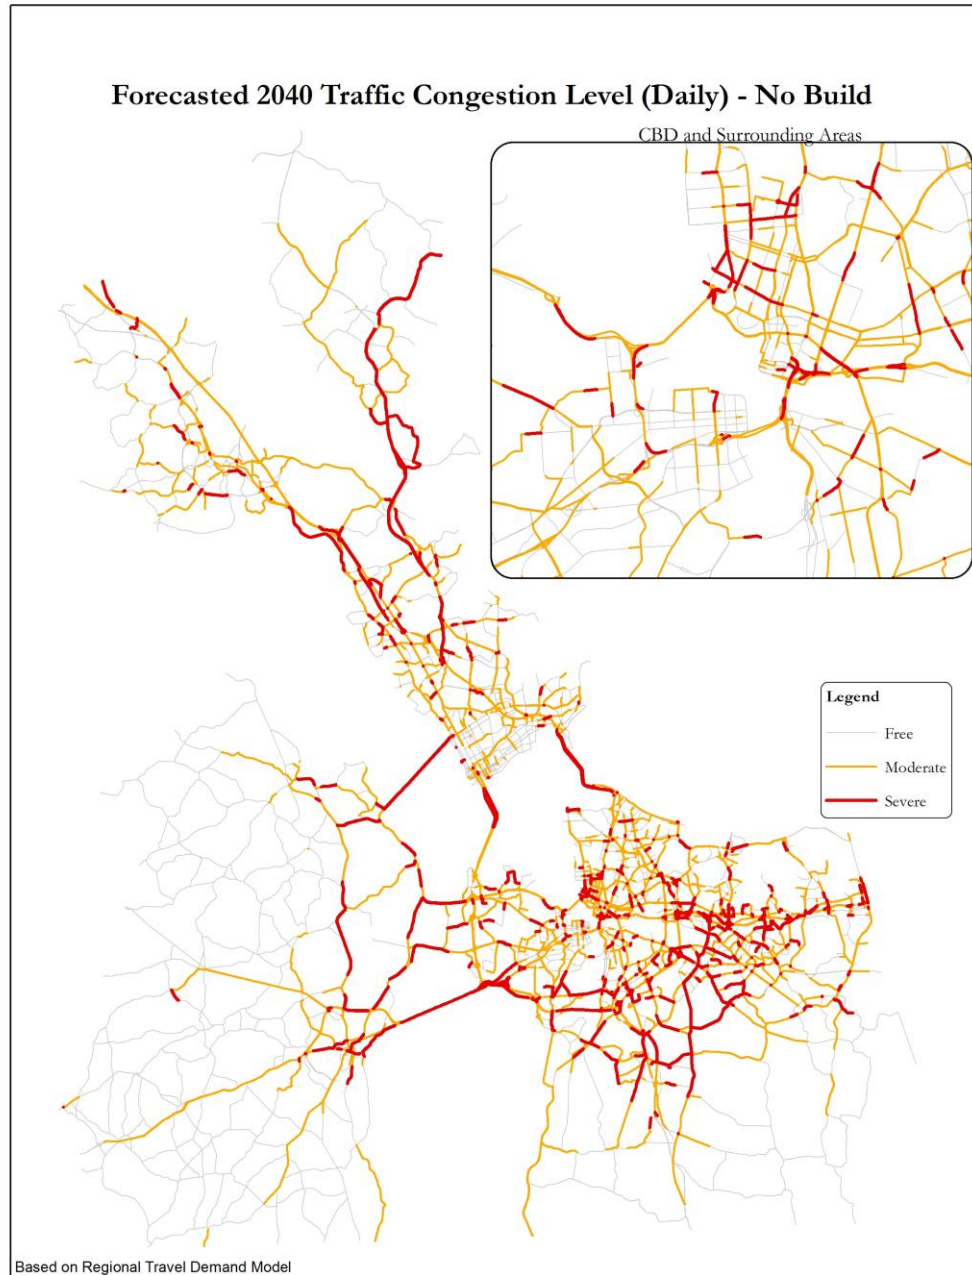 Forecasted 2040 Traffic Congestion Level (Daily) - No Build
CBD and Surrounding Areas
Legend
Free
Moderate
Severe
Based on Regional Travel Demand Model